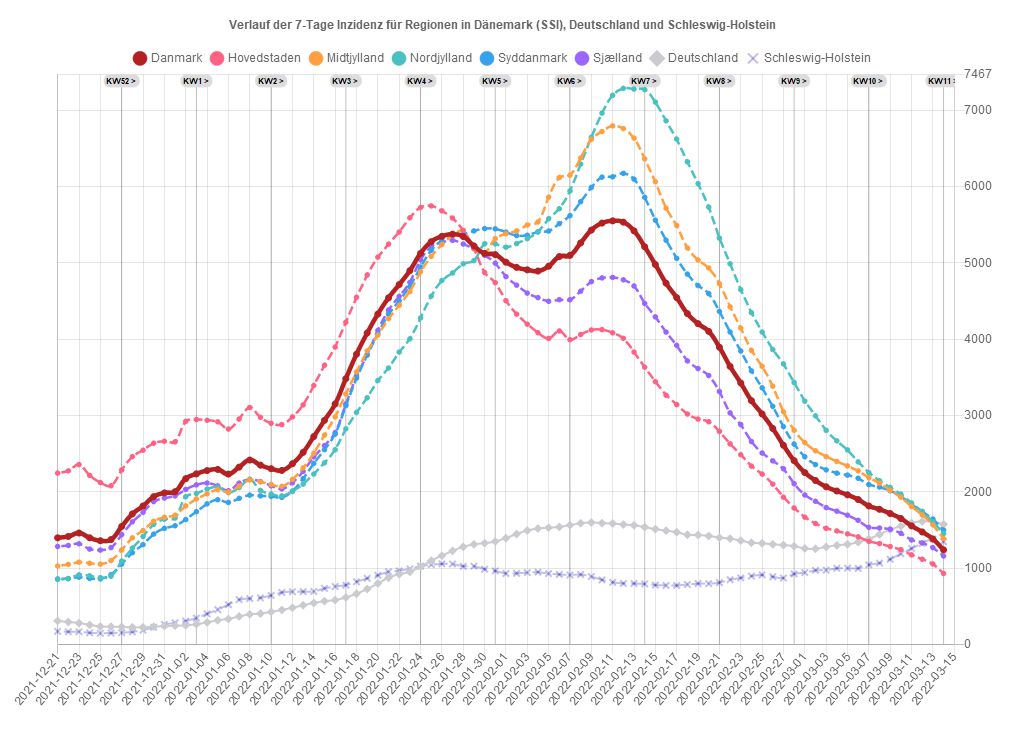 Verlauf der 7-Tage Inzidenz für Regionen in Dänemark (SSI), Deutschland und Schleswig-Holstein
Danmark Hovedstaden Midtjylland Nordjylland Syddanmark Sjælland Deutschland Schleswig-Holstein
KW52 > KW1 > KW2 > KW3 > KW4 > KW5 > KW6 > KW7 > KW8 > KW9 > KW10 > KW11 >
7467
7000
6000
5000
4000
3000
2000
1000
0
2021-12-21 2021-12-23 2021-12-25 2021-12-27 2021-12-29 2021-12-31 2022-01-02 2022-01-04 2022-01-06 2022-01-08 2022-01-10 2022-01-12 2022-01-14 2022-01-16 2022-01-18 2022-01-20 2022-01-22 2022-01-24 2022-01-26 2022-01-28 2022-01-30 2022-02-01 2022-02-03 2022-02-05 2022-02-07 2022-02-09 2022-02-11 2022-02-13 2022-02-15 2022-02-17 2022-02-19 2022-02-21 2022-02-23 2022-02-25 2022-02-27 2022-03-01 2022-03-03 2022-03-05 2022-03-07 2022-03-09 2022-03-11 2022-03-13 2022-03-15